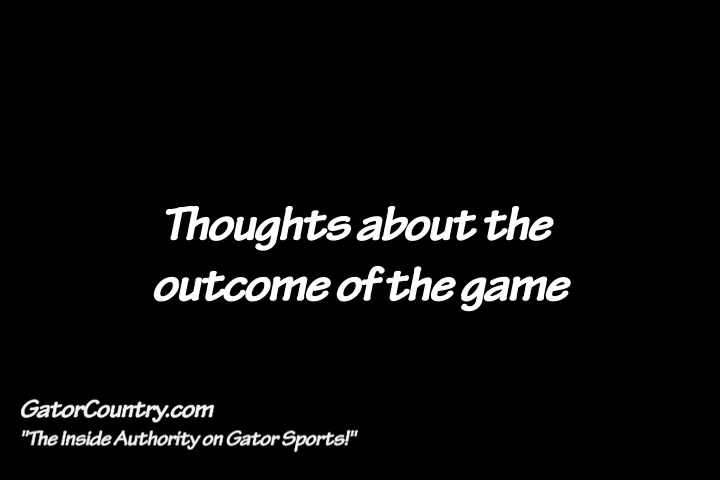 Thoughts about the
outcome of the game
GatorCountry.com
"The Inside Authority on Gator Sports!"